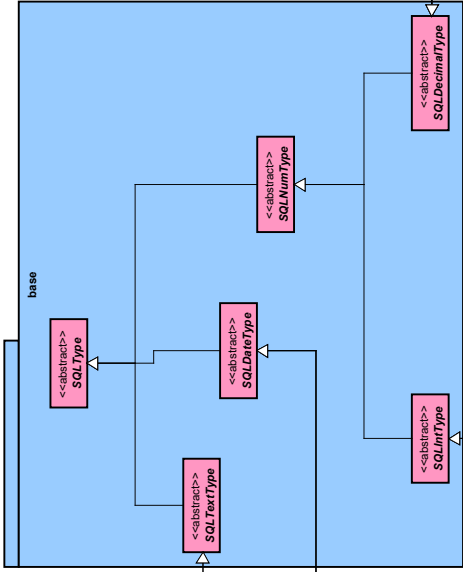 base
<<abstract>>
SQLType
<<abstract>>
SQLTextType
<<abstract>>
SQLDateType
<<abstract>>
SQLNumType
<<abstract>>
SQLIntType
<<abstract>>
SQLDecimalType